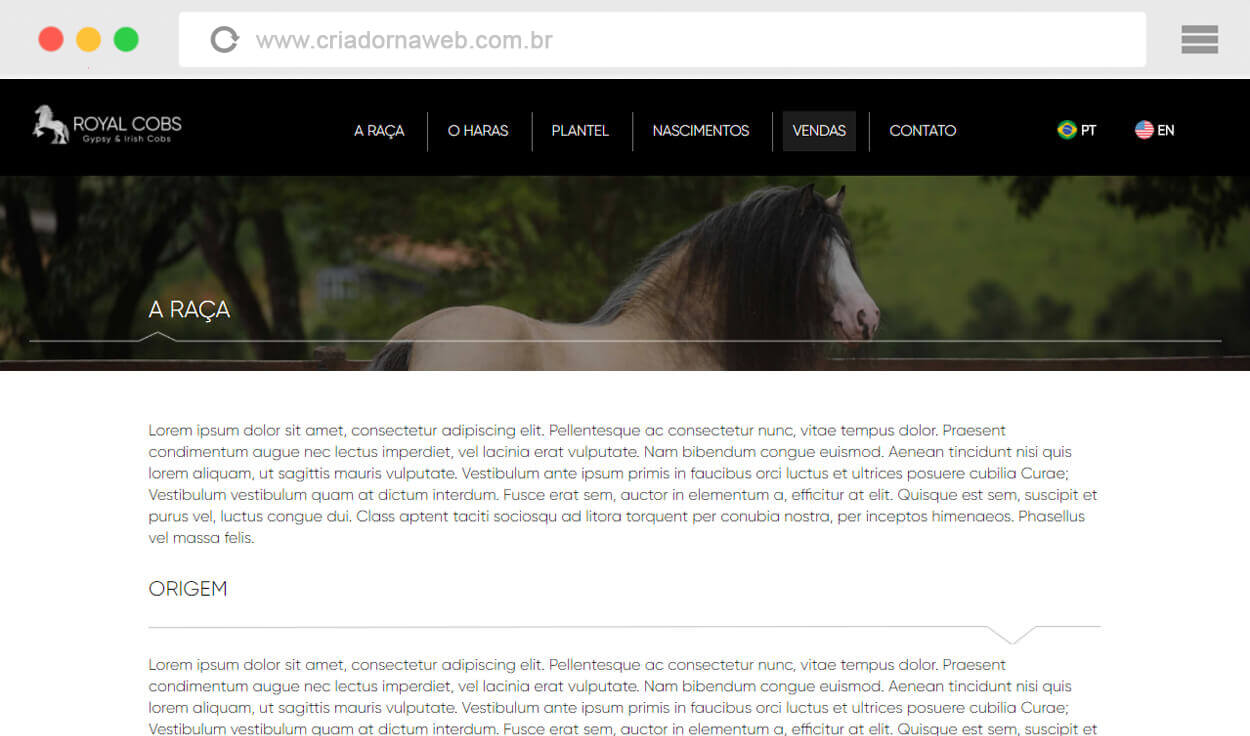 www.criadornaweb.com.br
ROYAL COBS
Gypsy & Irish Cobs
A RAÇA
O HARAS
PLANTEL
NASCIMENTOS
VENDAS
CONTATO
PT
EN
A RAÇA
Lorem ipsum dolor sit amet, consectetur adipiscing elit. Pellentesque ac consectetur nunc, vitae tempus dolor. Praesent
condimentum augue nec lectus imperdiet, vel lacinia erat vulputate. Nam bibendum congue euismod. Aenean tincidunt nisi quis
lorem aliquam, ut sagittis mauris vulputate. Vestibulum ante ipsum primis in faucibus orci luctus et ultrices posuere cubilia Curae;
Vestibulum vestibulum quam at dictum interdum. Fusce erat sem, auctor in elementum a, efficitur at elit. Quisque est sem, suscipit et
purus vel, luctus congue dui. Class aptent taciti sociosqu ad litora torquent per conubia nostra, per inceptos himenaeos. Phasellus
vel massa felis.
ORIGEM
Lorem ipsum dolor sit amet, consectetur adipiscing elit. Pellentesque ac consectetur nunc, vitae tempus dolor. Praesent
condimentum augue nec lectus imperdiet, vel lacinia erat vulputate. Nam bibendum congue euismod. Aenean tincidunt nisi quis
lorem aliquam, ut sagittis mauris vulputate. Vestibulum ante ipsum primis in faucibus orci luctus et ultrices posuere cubilia Curae;
Vestibulum vestibulum quam at dictum interdum. Fusce erat sem, auctor in elementum a, efficitur at elit. Quisque est sem, suscipit et